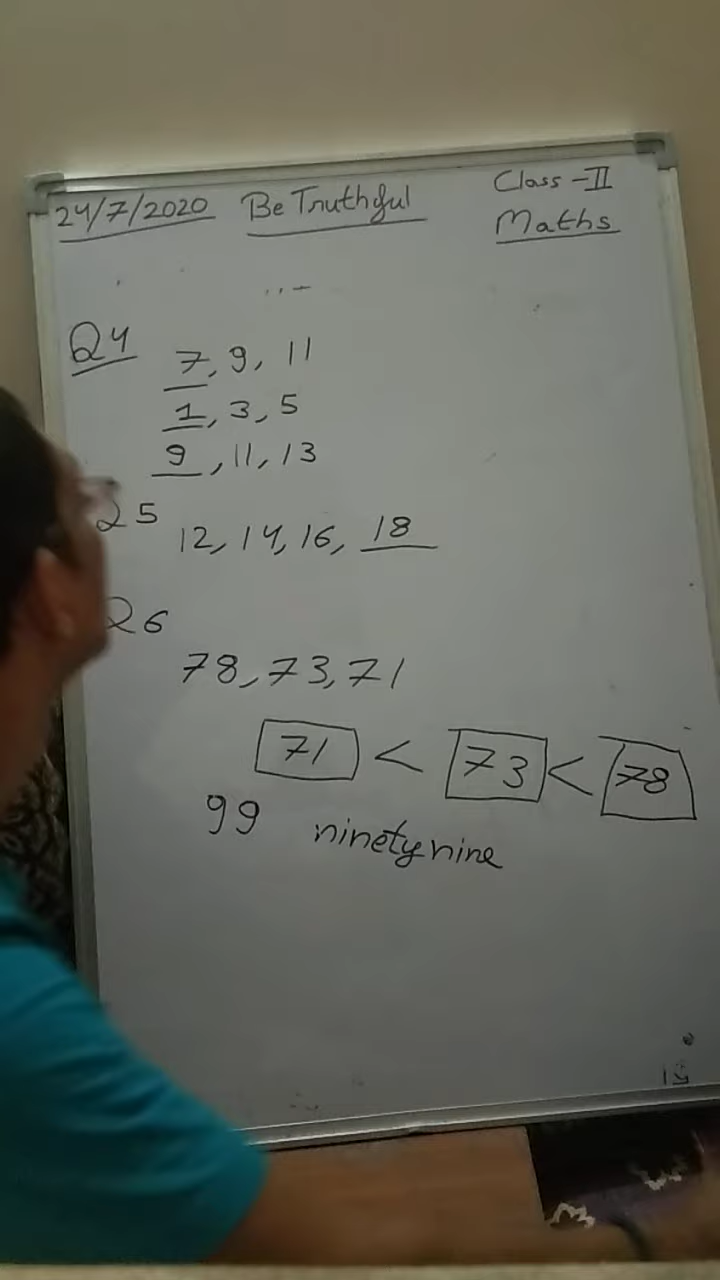 24/7/2020 Be Truthful Class-II
Maths
Q4
7, 9, 11
1, 3, 5
9, 11, 13
Q5
12, 14, 16, 18
Q6
78, 73, 71
71 < 73 < 78
99 ninety nine
15